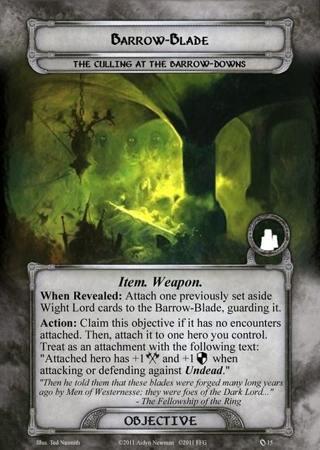 Barrow-Blade
The Culling at the Barrow-Downs
Item. Weapon.
When Revealed: Attach one previously set aside
Wight Lord cards to the Barrow-Blade, guarding it.
Action: Claim this objective if it has no encounters
attached. Then, attach it to one hero you control.
Treat as an attachment with the following text:
"Attached hero has +1 and +1 when
attacking or defending against Undead."
"Then he told them that these blades were forged many long years
ago by Men of Westernesse; they were foes of the Dark Lord..."
- The Fellowship of the Ring
Objective
Illus. Ted Nasmith ©2011 Aidyn Newman ©2011 FFG 15